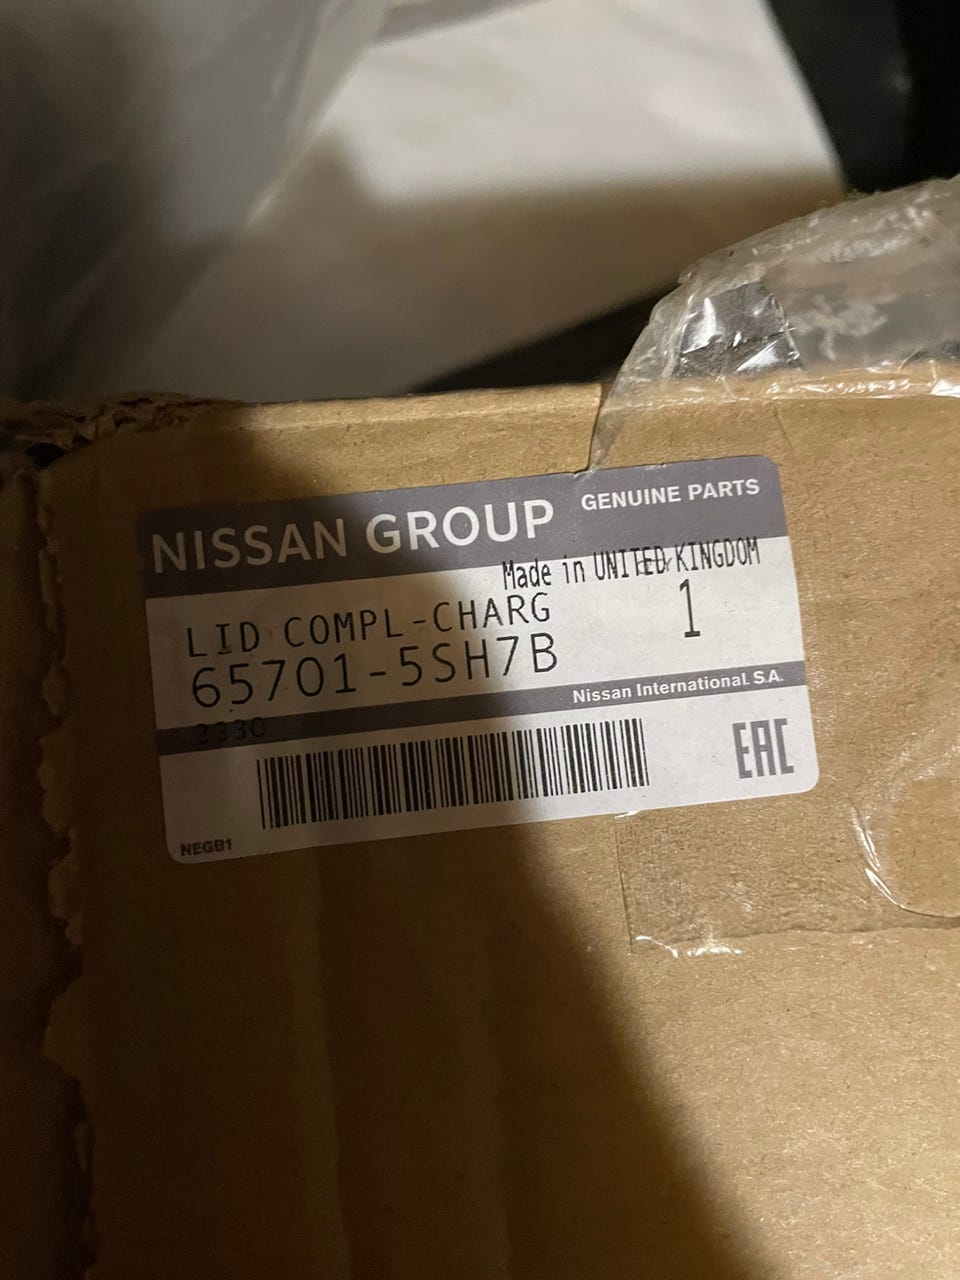 NISSAN GROUP
GENUINE PARTS
Made in UNITED KINGDOM
LID COMPL-CHARG
1
65701-5SH7B
Nissan International. S.A.
2330
EAC
NEGB1